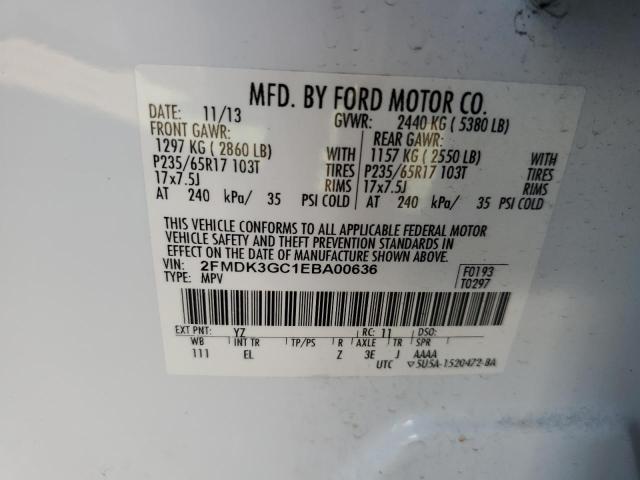 MFD. BY FORD MOTOR CO.
DATE: 11/13 GVWR: 2440 KG ( 5380 LB)
FRONT GAWR: REAR GAWR:
1297 KG ( 2860 LB) WITH 1157 KG ( 2550 LB) WITH
P235/65R17 103T TIRES P235/65R17 103T TIRES
17x7.5J RIMS 17x7.5J RIMS
AT 240 kPa/ 35 PSI COLD AT 240 kPa/ 35 PSI COLD
THIS VEHICLE CONFORMS TO ALL APPLICABLE FEDERAL MOTOR
VEHICLE SAFETY AND THEFT PREVENTION STANDARDS IN
EFFECT ON THE DATE OF MANUFACTURE SHOWN ABOVE.
VIN: 2FMDK3GC1EBA00636 F0193
TYPE: MPV T0297
EXT PNT: YZ RC: 11 DSO:
WB INT TR TP/PS R AXLE TR SPR
111 EL Z 3E J AAAA
UTC ▽5U5A-1520472-BA